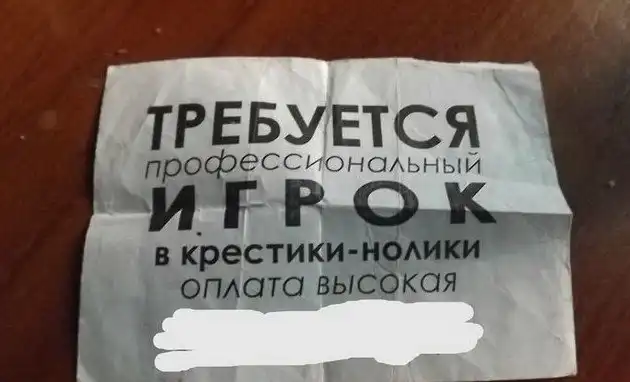 ТРЕБУЕТСЯ
профессиональный
ИГРОК
в крестики-нолики
оплата высокая